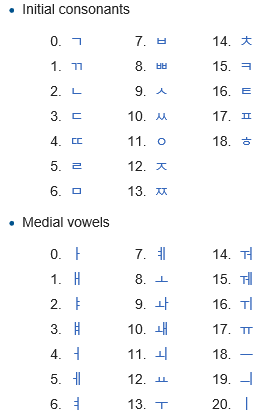 Initial consonants
0. ㄱ 7. ㅂ 14. ㅊ
1. ㄲ 8. ㅃ 15. ㅋ
2. ㄴ 9. ㅅ 16. ㅌ
3. ㄷ 10. ㅆ 17. ㅍ
4. ㄸ 11. ㅇ 18. ㅎ
5. ㄹ 12. ㅈ
6. ㅁ 13. ㅉ
Medial vowels
0. ㅏ 7. ㅖ 14. ㅝ
1. ㅐ 8. ㅗ 15. ㅞ
2. ㅑ 9. ㅘ 16. ㅟ
3. ㅒ 10. ㅙ 17. ㅠ
4. ㅓ 11. ㅚ 18. ㅡ
5. ㅔ 12. ㅛ 19. ㅢ
6. ㅕ 13. ㅜ 20. ㅣ